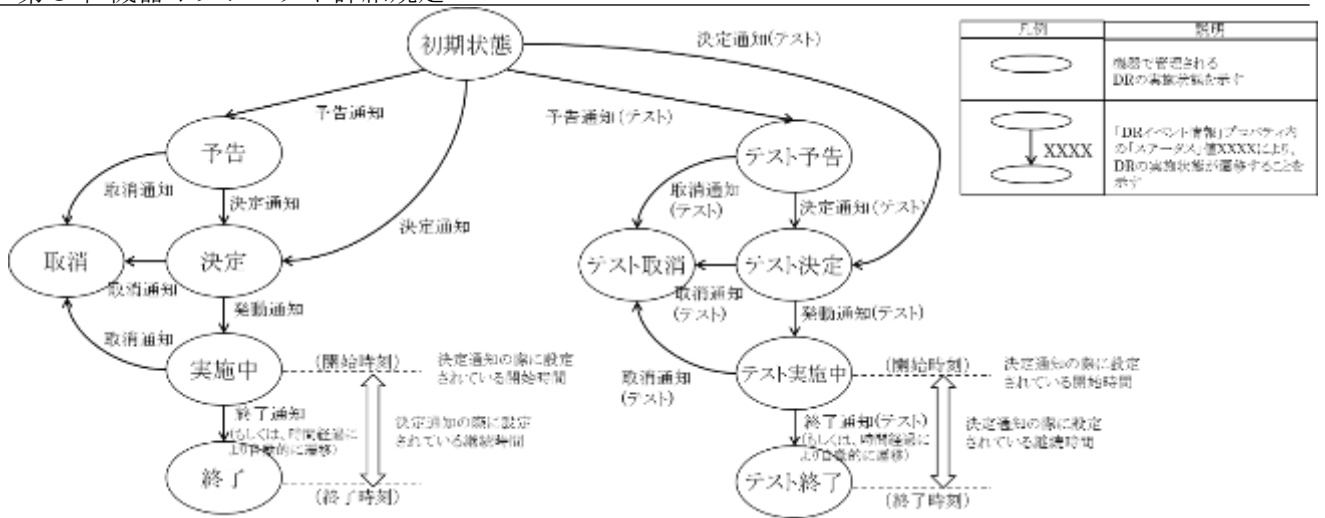 初期状態
決定通知(テスト)
予告通知
予告通知(テスト)
予告
テスト予告
取消通知
決定通知
決定通知
取消通知
(テスト)
決定通知(テスト)
取消
決定
テスト取消
テスト決定
取消通知
発動通知
取消通知
(テスト)
発動通知(テスト)
取消通知
取消通知
(テスト)
実施中
(開始時刻)
決定通知の際に設定
されている開始時間
テスト実施中
(開始時刻)
決定通知の際に設定
されている開始時間
終了通知
(もしくは、時間経過に
より自動的に遷移)
決定通知の際に設定
されている継続時間
終了通知(テスト)
(もしくは、時間経過に
より自動的に遷移)
決定通知の際に設定
されている継続時間
終了
(終了時刻)
テスト終了
(終了時刻)
凡例
説明
機器で管理される
DRの実施状態を示す
XXXX
「DRイベント情報」プロパティ内
の「ステータス」値XXXXにより、
DRの実施状態が遷移することを
示す